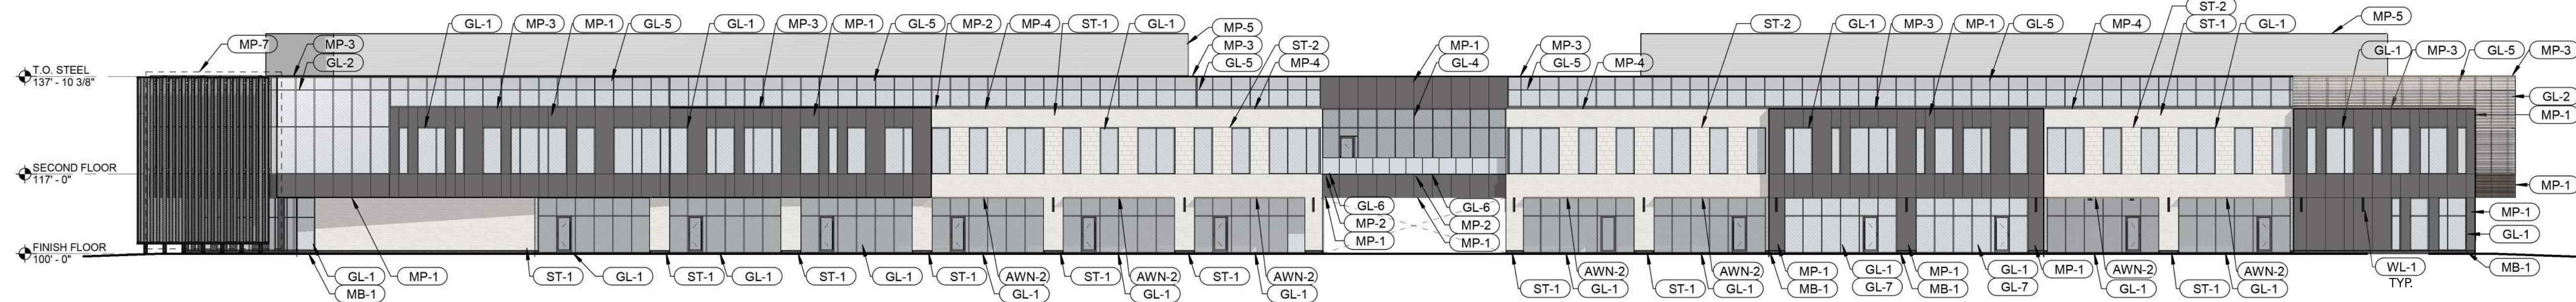 GL-1 MP-3 MP-1 GL-5 GL-1 MP-3 MP-1 GL-5 MP-2 MP-4 ST-1 GL-1 MP-5
MP-3
GL-5
ST-2
MP-4
MP-7
MP-3
GL-2
MP-1
GL-4
MP-3
GL-5
MP-4
ST-2 GL-1 MP-3 MP-1 GL-5 MP-4
ST-2
ST-1 GL-1
MP-5
GL-1 MP-3 GL-5 MP-3
GL-2
MP-1
MP-1
MP-1
GL-1
T.O. STEEL
137' - 10 3/8"
SECOND FLOOR
117' - 0"
FINISH FLOOR
100' - 0"
GL-6
MP-2
MP-1
GL-6
MP-2
MP-1
GL-1
MB-1
MP-1
ST-1
GL-1
ST-1
GL-1
ST-1
GL-1
ST-1
AWN-2
GL-1
ST-1
AWN-2
GL-1
ST-1
AWN-2
GL-1
ST-1
AWN-2
GL-1
ST-1
AWN-2
GL-1
MP-1
MB-1
GL-1
GL-7
MP-1
MB-1
GL-1
GL-7
MP-1
AWN-2
GL-1
ST-1
AWN-2
GL-1
WL-1
TYP.
MB-1